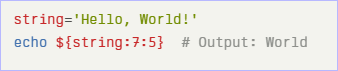 string='Hello, World!'
echo ${string:7:5}  # Output: World